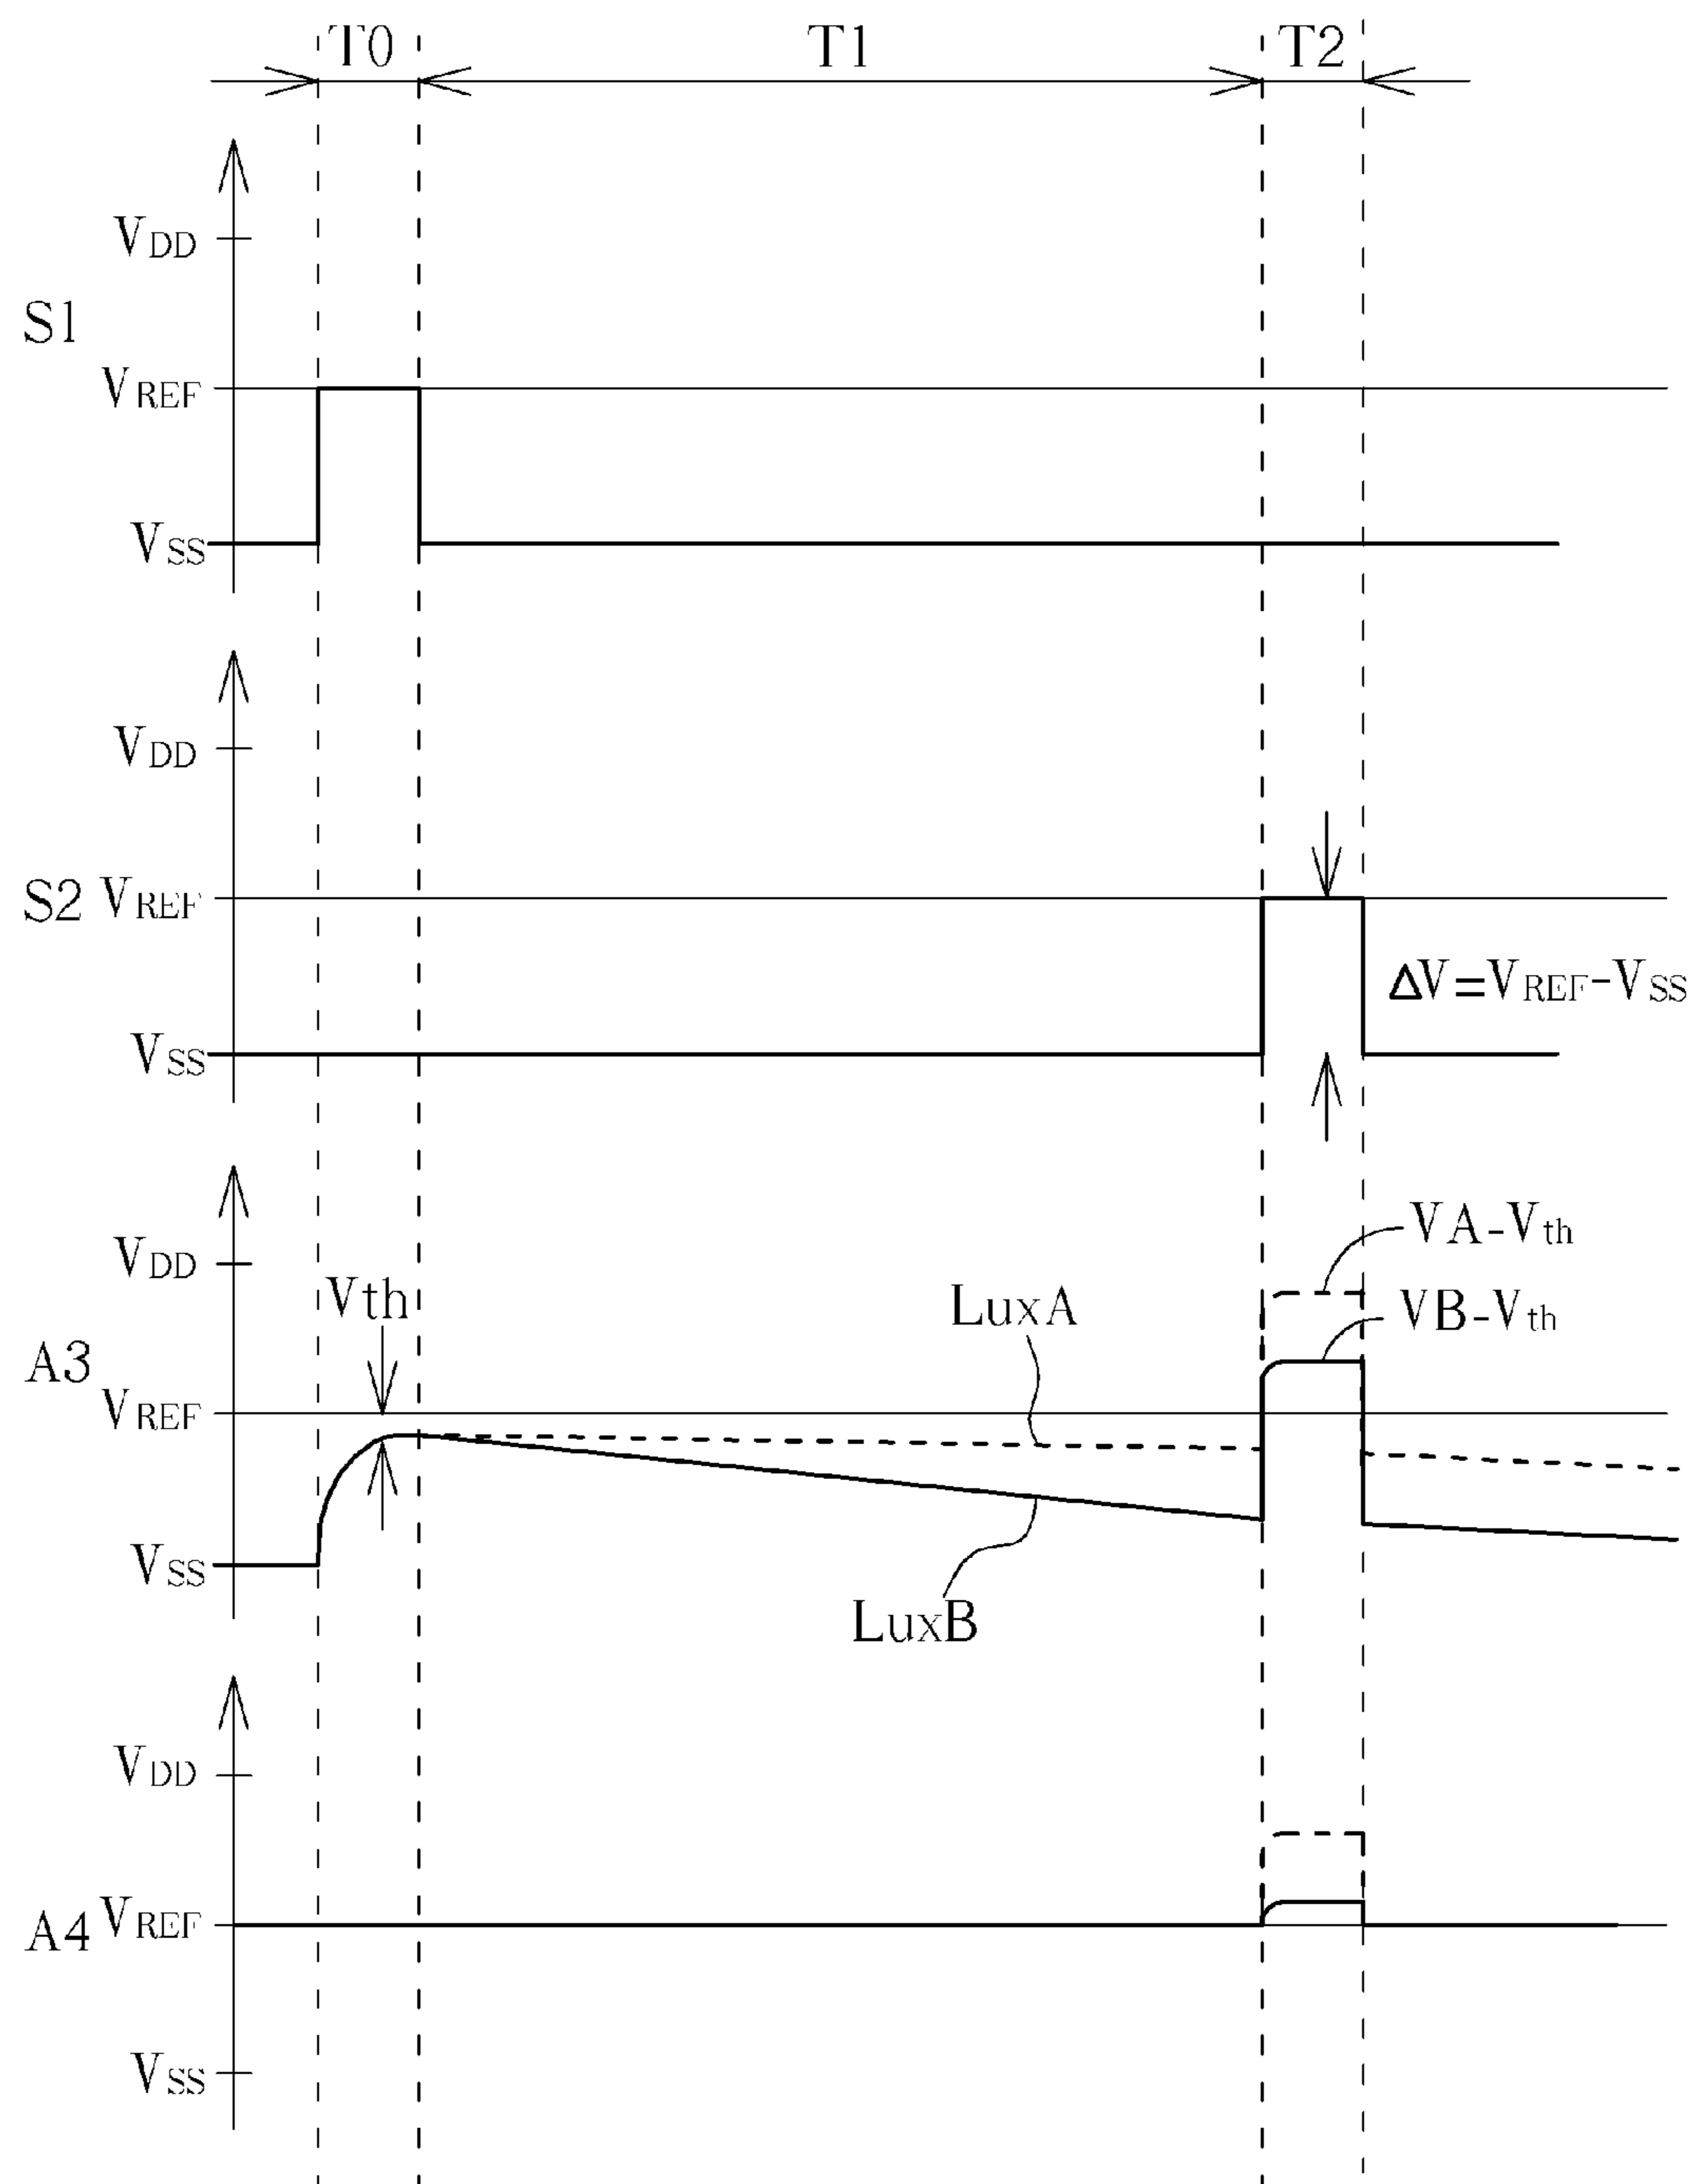 T0 T1 T2
VDD
S1
VREF
VSS
VDD
S2 VREF
ΔV=VREF-VSS
VSS
VA-Vth
VDD
Vth
LuxA
VB-Vth
A3
VREF
VSS
LuxB
VDD
A4 VREF
VSS